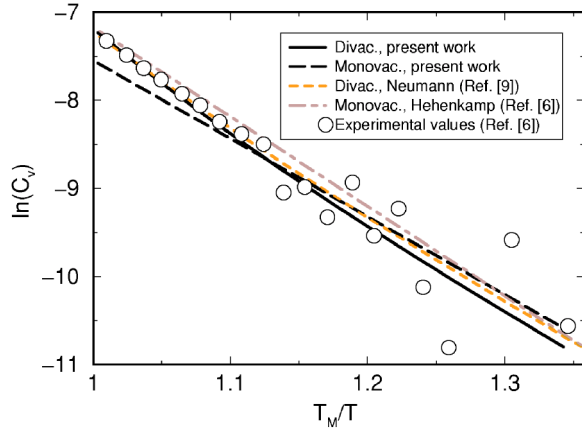 −7
−8
−9
−10
−11
ln(Cv)
Divac., present work
Monovac., present work
Divac., Neumann (Ref. [9])
Monovac., Hehenkamp (Ref. [6])
Experimental values (Ref. [6])
1 1.1 1.2 1.3
TM/T